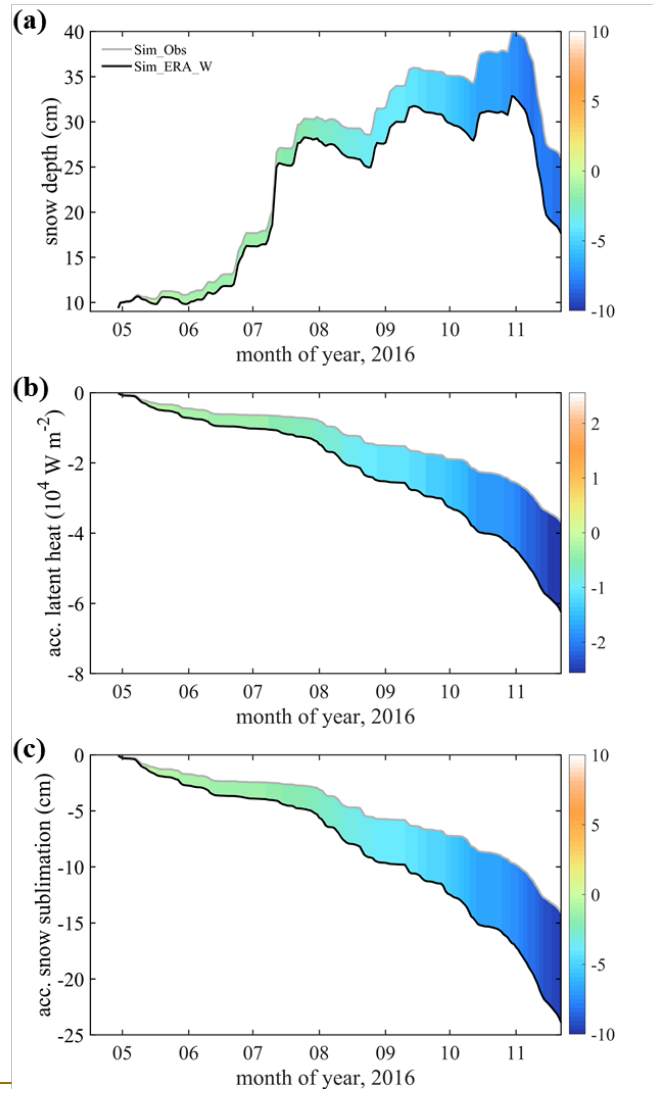 (a)
40
35
30
25
20
15
10
snow depth (cm)
Sim_Obs
Sim_ERA_W
05 06 07 08 09 10 11
month of year, 2016
10
5
0
-5
-10
(b)
0
-2
-4
-6
-8
acc. latent heat (10⁴ W m⁻²)
05 06 07 08 09 10 11
month of year, 2016
2
1
0
-1
-2
(c)
0
-5
-10
-15
-20
-25
acc. snow sublimation (cm)
05 06 07 08 09 10 11
month of year, 2016
10
5
0
-5
-10